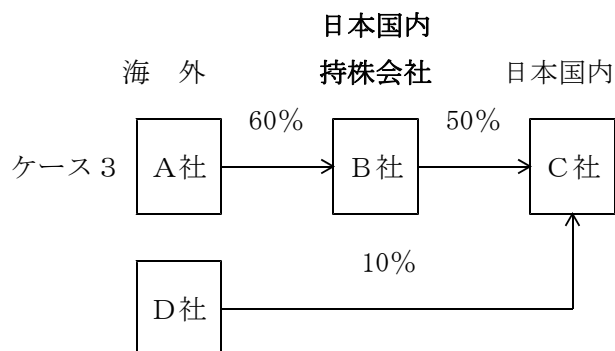 日本国内
海　外　持株会社　日本国内
60％　50％
ケース３　Ａ社　Ｂ社　Ｃ社
10％
Ｄ社